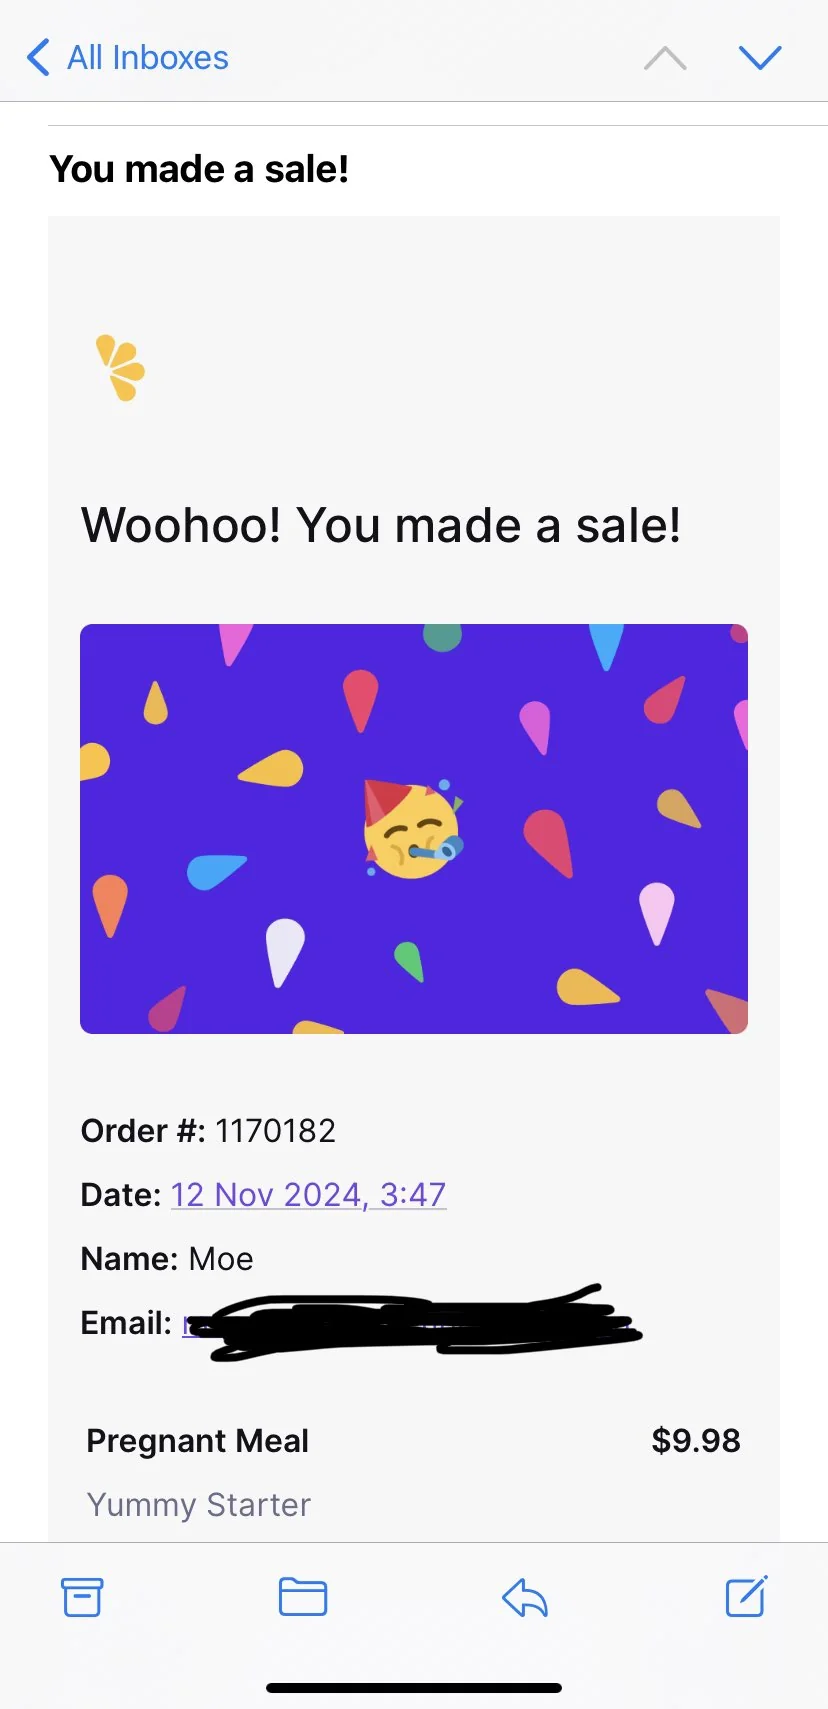 All Inboxes
You made a sale!
Woohoo! You made a sale!
Order #: 1170182
Date: 12 Nov 2024, 3:47
Name: Moe
Email:
Pregnant Meal $9.98
Yummy Starter